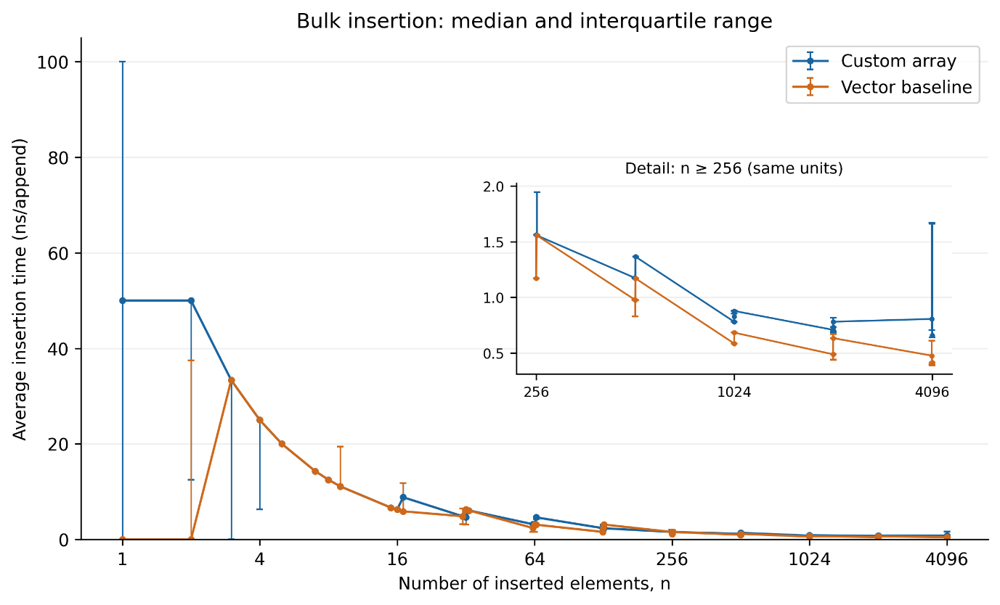 Bulk insertion: median and interquartile range
Custom array
Vector baseline
Average insertion time (ns/append)
100
80
60
40
20
0
Detail: n ≥ 256 (same units)
2.0
1.5
1.0
0.5
256 1024 4096
1 4 16 64 256 1024 4096
Number of inserted elements, n